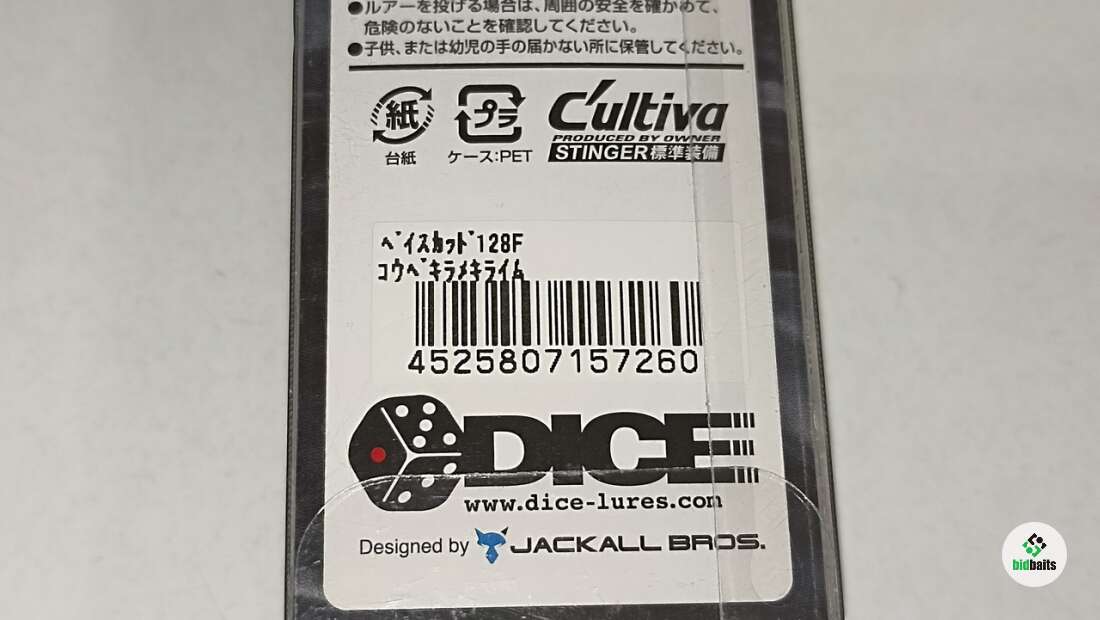 ●ルアーを投げる場合は、周囲の安全を確かめて、
危険のないことを確認してください。
●子供、または幼児の手の届かない所に保管してください。
紙
台紙
プラ
ケース:PET
C'ultiva
PRODUCED BY OWNER
STINGER標準装備
ﾍﾞｲｽｶｯﾄﾞ128F
ｺｳﾍﾞｷﾗﾒｷﾗｲﾑ
4525807157260
DICE
www.dice-lures.com
Designed by JACKALL BROS.
bidbaits